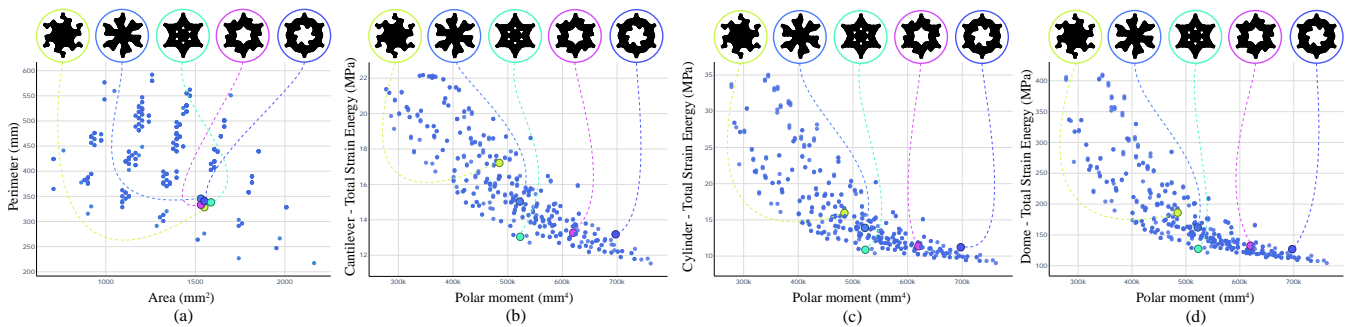 Perimeter (mm)
600
550
500
450
400
350
300
250
200
1000
1500
2000
Area (mm²)
(a)
Cantilever - Total Strain Energy (MPa)
22
20
18
16
14
12
300k
400k
500k
600k
700k
Polar moment (mm⁴)
(b)
Cylinder - Total Strain Energy (MPa)
35
30
25
20
15
10
300k
400k
500k
600k
700k
Polar moment (mm⁴)
(c)
Dome - Total Strain Energy (MPa)
400
350
300
250
200
150
100
300k
400k
500k
600k
700k
Polar moment (mm⁴)
(d)